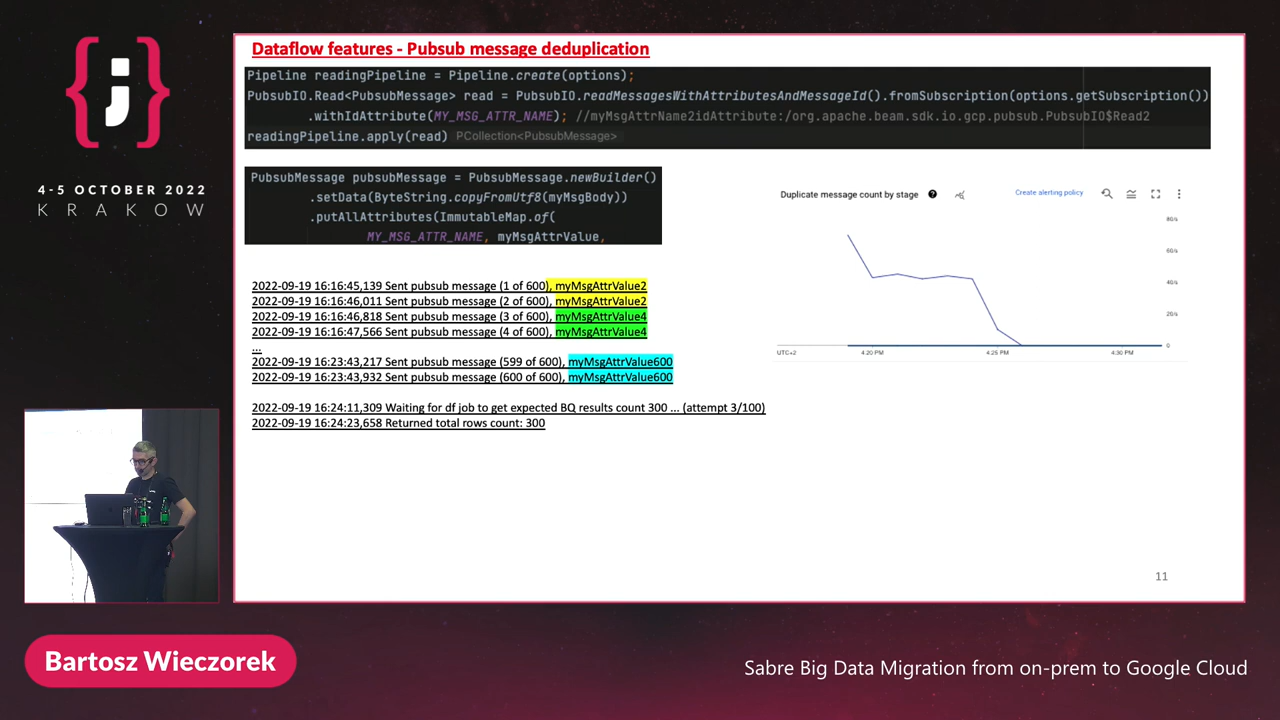 {;}
4-5 OCTOBER 2022
KRAKOW
Dataflow features - Pubsub message deduplication
Pipeline readingPipeline = Pipeline.create(options);
PubsubIO.Read<PubsubMessage> read = PubsubIO.readMessagesWithAttributesAndMessageId().fromSubscription(options.getSubscription())
.withIdAttribute(MY_MSG_ATTR_NAME); //myMsgAttrName2idAttribute:/org.apache.beam.sdk.io.gcp.pubsub.PubsubIO$Read2
readingPipeline.apply(read) PCollection<PubsubMessage>
PubsubMessage pubsubMessage = PubsubMessage.newBuilder()
.setData(ByteString.copyFromUtf8(myMsgBody))
.putAllAttributes(ImmutableMap.of(
MY_MSG_ATTR_NAME, myMsgAttrValue,
Duplicate message count by stage
Create alerting policy
80/s
60/s
40/s
20/s
0
UTC+2
4:20 PM
4:25 PM
4:30 PM
2022-09-19 16:16:45,139 Sent pubsub message (1 of 600), myMsgAttrValue2
2022-09-19 16:16:46,011 Sent pubsub message (2 of 600), myMsgAttrValue2
2022-09-19 16:16:46,818 Sent pubsub message (3 of 600), myMsgAttrValue4
2022-09-19 16:16:47,566 Sent pubsub message (4 of 600), myMsgAttrValue4
...
2022-09-19 16:23:43,217 Sent pubsub message (599 of 600), myMsgAttrValue600
2022-09-19 16:23:43,932 Sent pubsub message (600 of 600), myMsgAttrValue600
2022-09-19 16:24:11,309 Waiting for df job to get expected BQ results count 300 ... (attempt 3/100)
2022-09-19 16:24:23,658 Returned total rows count: 300
11
Bartosz Wieczorek
Sabre Big Data Migration from on-prem to Google Cloud